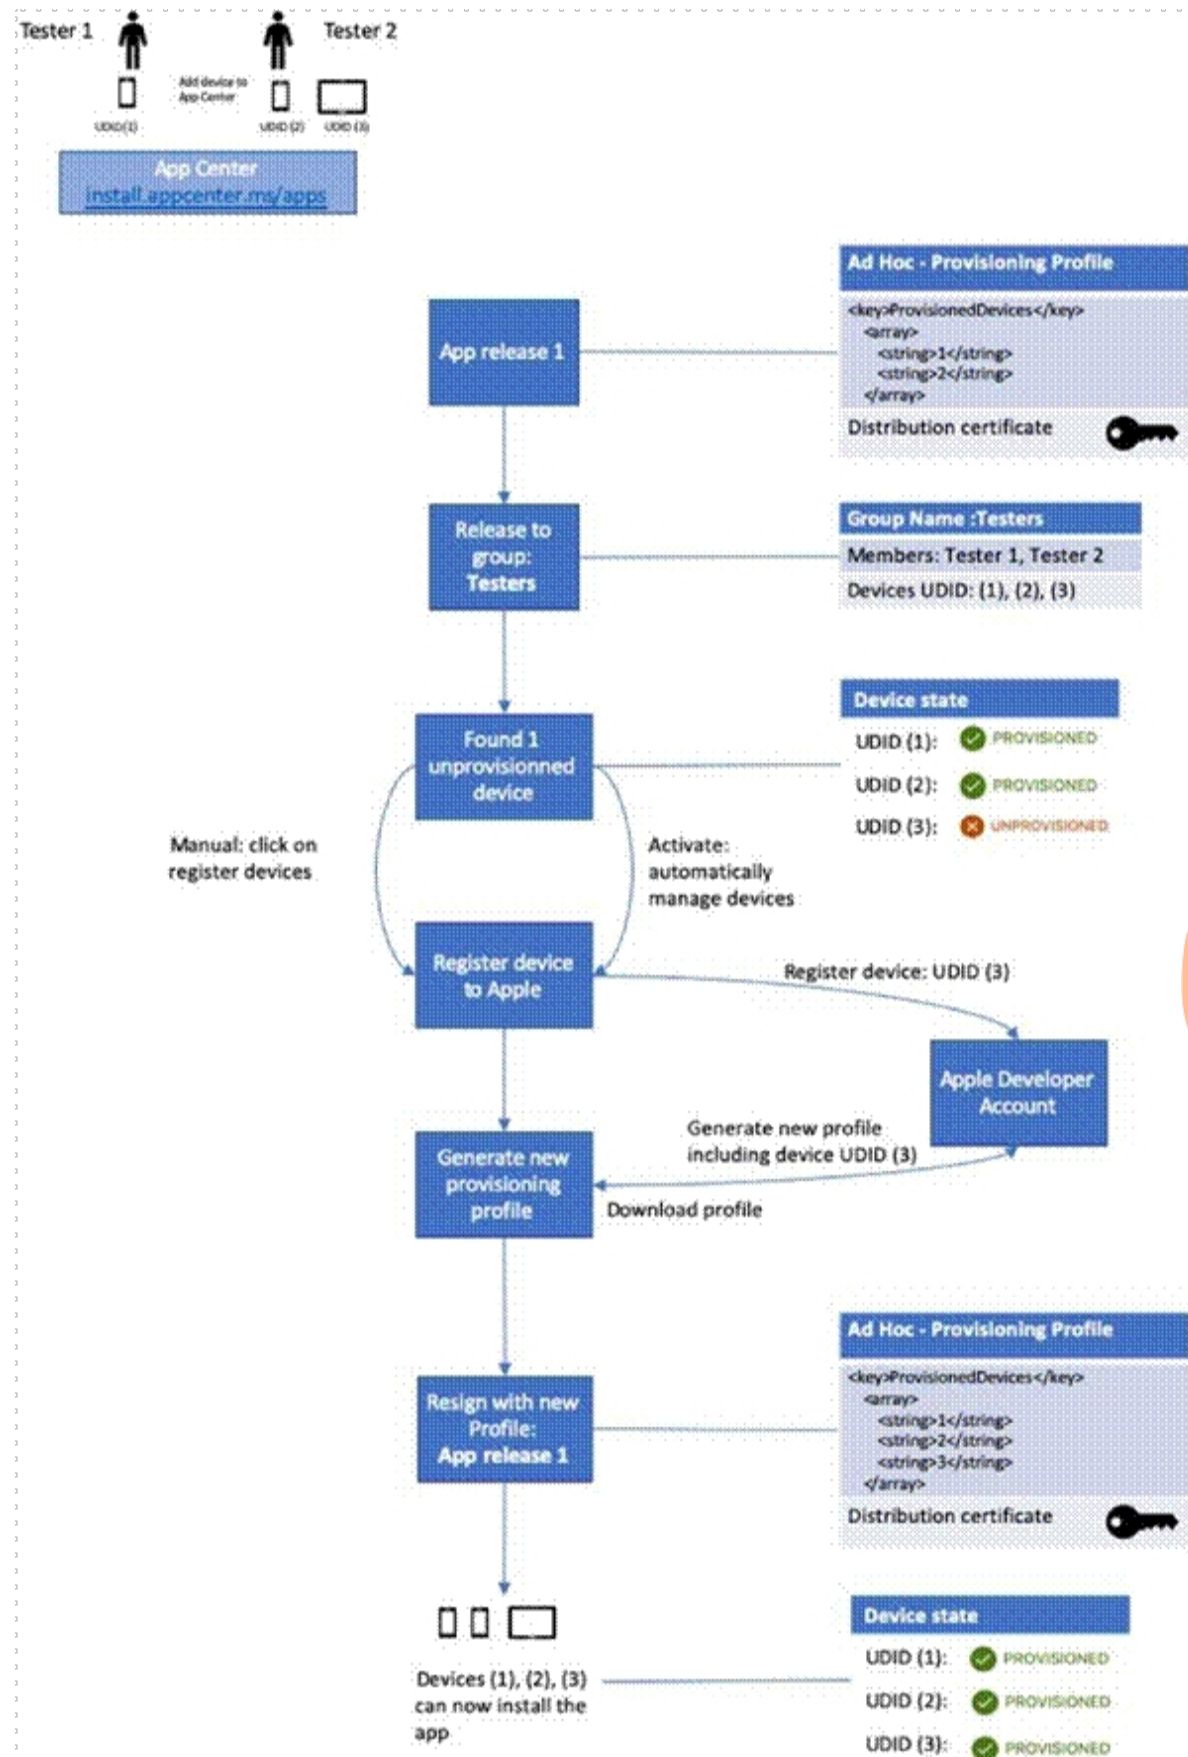 Tester 1
Tester 2
Add device to
App Center
UDID(1)
UDID (2)
UDID (3)
App Center
install.appcenter.ms/apps
Ad Hoc - Provisioning Profile
<key>ProvisionedDevices</key>
<array>
<string>1</string>
<string>2</string>
</array>
Distribution certificate
App release 1
Release to
group:
Testers
Group Name :Testers
Members: Tester 1, Tester 2
Devices UDID: (1), (2), (3)
Found 1
unprovisionned
device
Device state
UDID (1): PROVISIONED
UDID (2): PROVISIONED
UDID (3): UNPROVISIONED
Manual: click on
register devices
Activate:
automatically
manage devices
Register device
to Apple
Register device: UDID (3)
Apple Developer
Account
Generate new profile
including device UDID (3)
Generate new
provisioning
profile
Download profile
Ad Hoc - Provisioning Profile
<key>ProvisionedDevices</key>
<array>
<string>1</string>
<string>2</string>
<string>3</string>
</array>
Distribution certificate
Resign with new
Profile:
App release 1
Devices (1), (2), (3)
can now install the
app
Device state
UDID (1): PROVISIONED
UDID (2): PROVISIONED
UDID (3): PROVISIONED